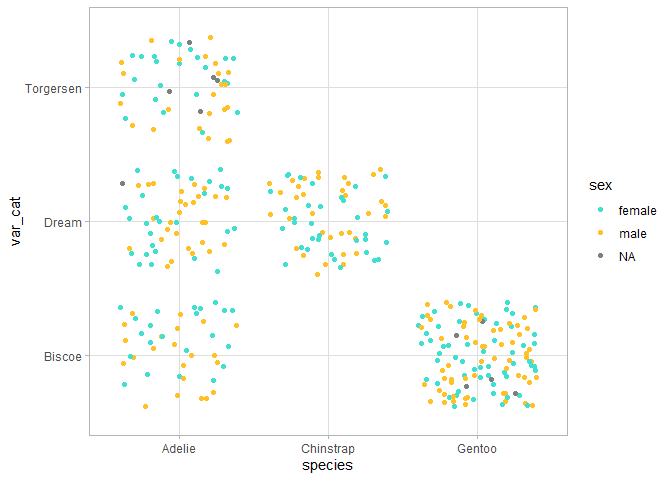 Torgersen
Dream
Biscoe
var_cat
Adelie
Chinstrap
Gentoo
species
sex
female
male
NA